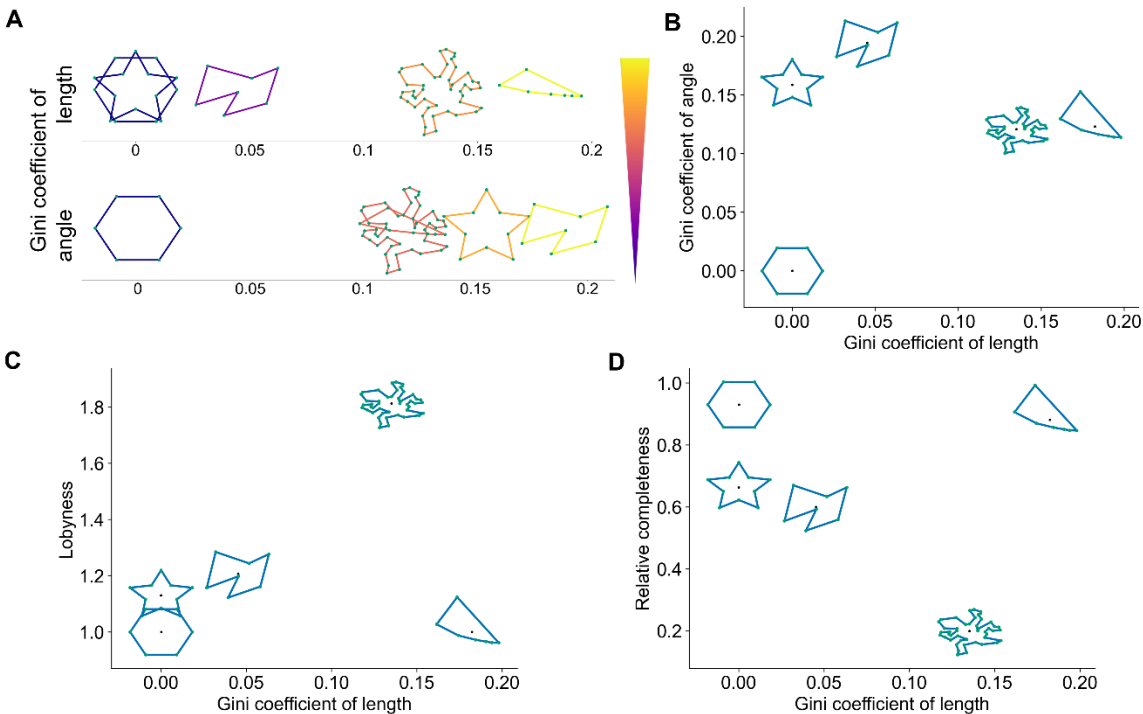 A
Gini coefficient of
length
0 0.05 0.1 0.15 0.2
angle
0 0.05 0.1 0.15 0.2
B
Gini coefficient of angle
0.20
0.15
0.10
0.05
0.00
0.00 0.05 0.10 0.15 0.20
Gini coefficient of length
C
Lobyness
1.8
1.6
1.4
1.2
1.0
0.00 0.05 0.10 0.15 0.20
Gini coefficient of length
D
Relative completeness
1.0
0.8
0.6
0.4
0.2
0.00 0.05 0.10 0.15 0.20
Gini coefficient of length